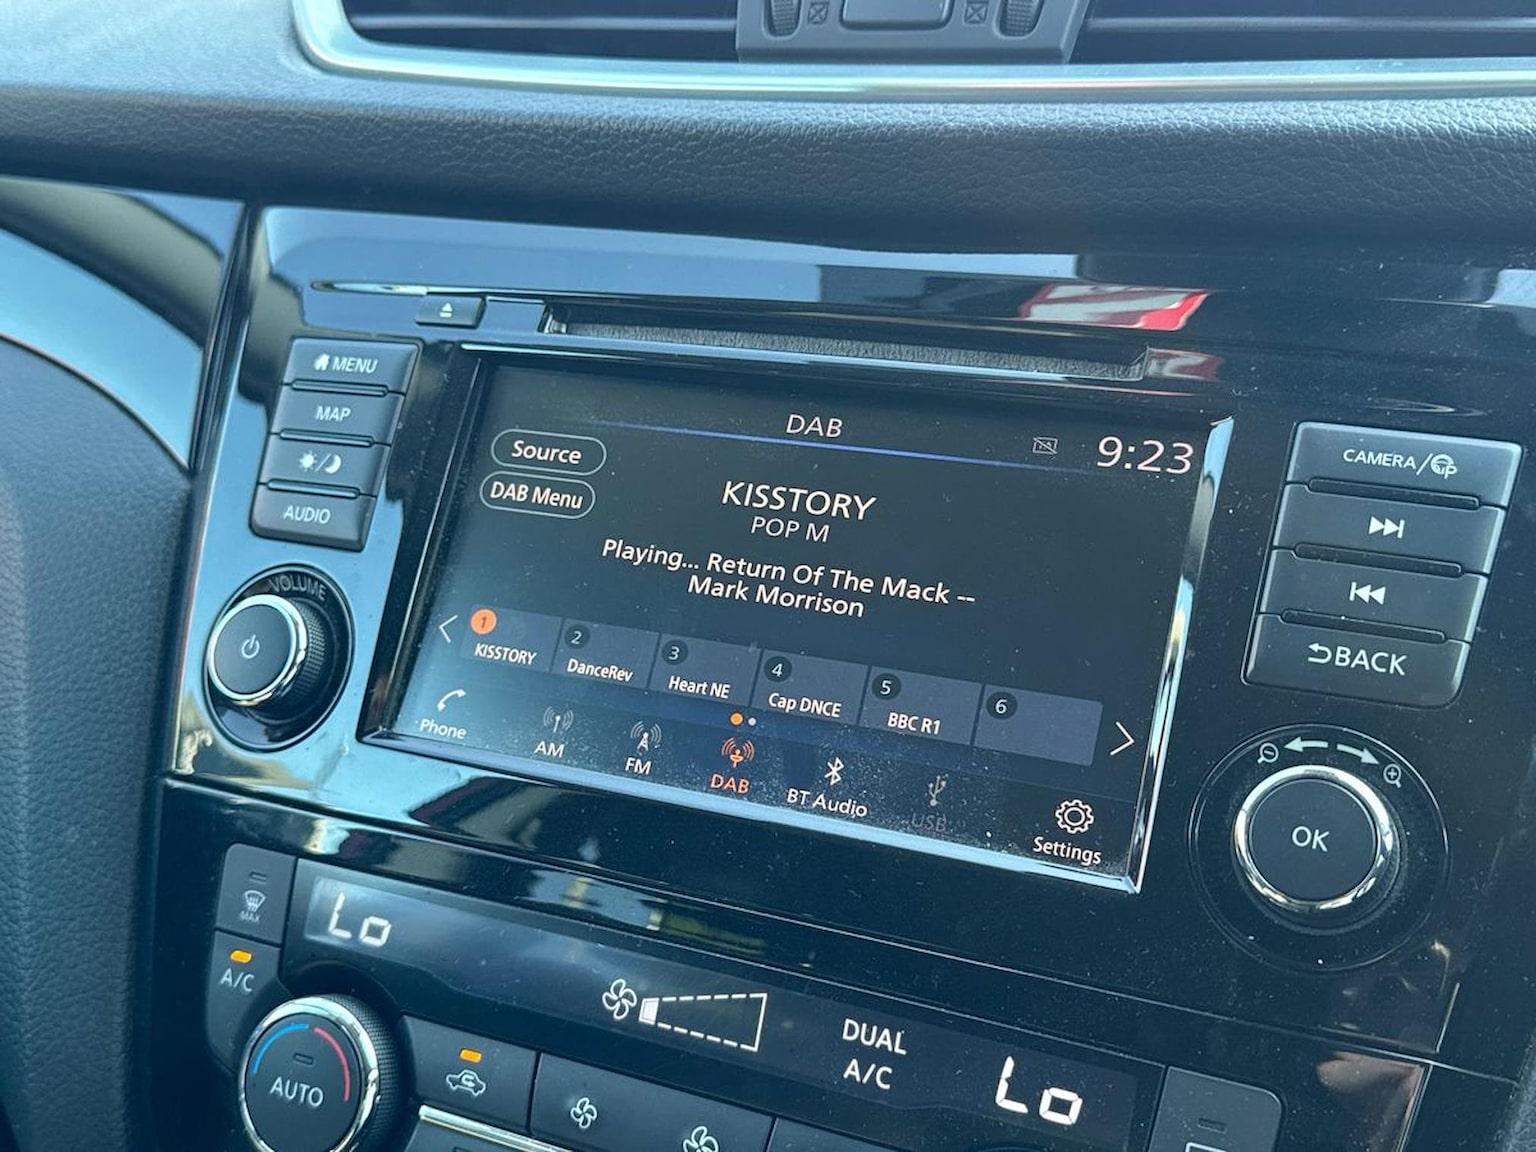 MENU
MAP
AUDIO
VOLUME
DAB
9:23
Source
DAB Menu
KISSTORY
POP M
Playing... Return Of The Mack --
Mark Morrison
1
KISSTORY
2
DanceRev
3
Heart NE
4
Cap DNCE
5
BBC R1
6
Phone
AM
FM
DAB
BT Audio
USB
Settings
CAMERA/
BACK
OK
MAX
A/C
Lo
AUTO
DUAL
A/C
Lo